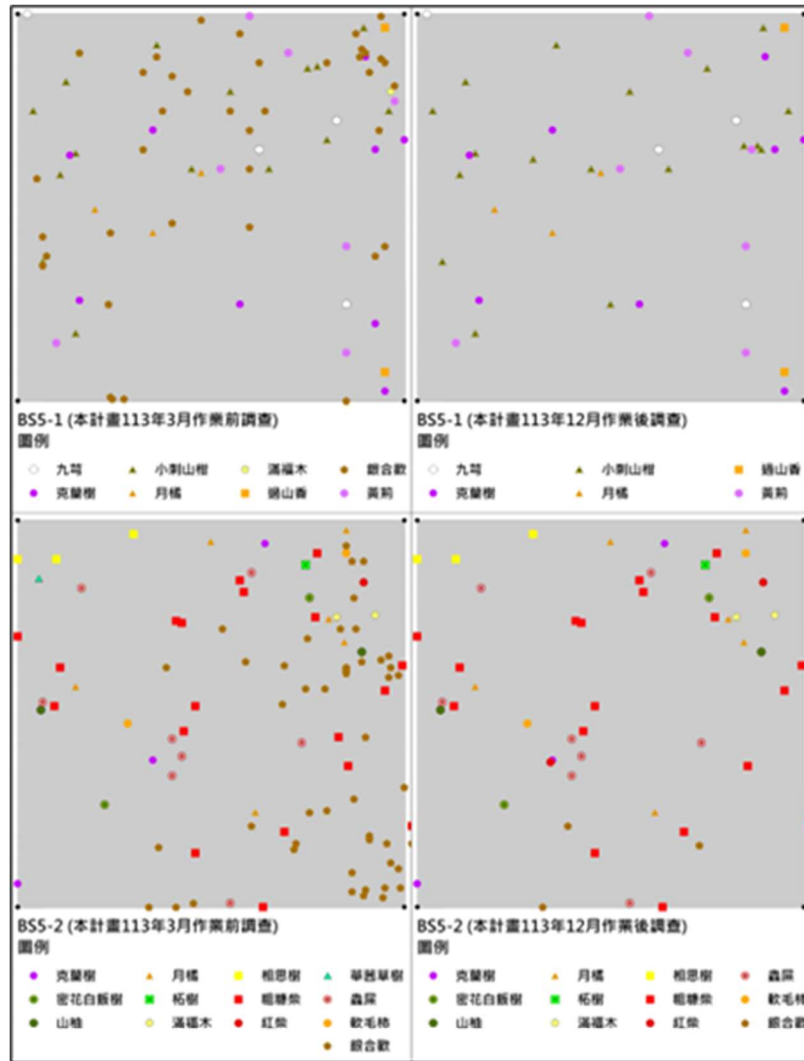 BS5-1 (本計畫113年3月作業前調查)
圖例
九芎 小刺山柑 滿福木 銀合歡
克蘭樹 月橘 過山香 黃荊
BS5-1 (本計畫113年12月作業後調查)
圖例
九芎 小刺山柑 過山香
克蘭樹 月橘 黃荊
BS5-2 (本計畫113年3月作業前調查)
圖例
克蘭樹 月橘 相思樹 華茜草樹
密花白飯樹 柘樹 粗糠柴 蟲屎
山柚 滿福木 紅柴 軟毛柿
銀合歡
BS5-2 (本計畫113年12月作業後調查)
圖例
克蘭樹 月橘 相思樹 蟲屎
密花白飯樹 柘樹 粗糠柴 軟毛柿
山柚 滿福木 紅柴 銀合歡